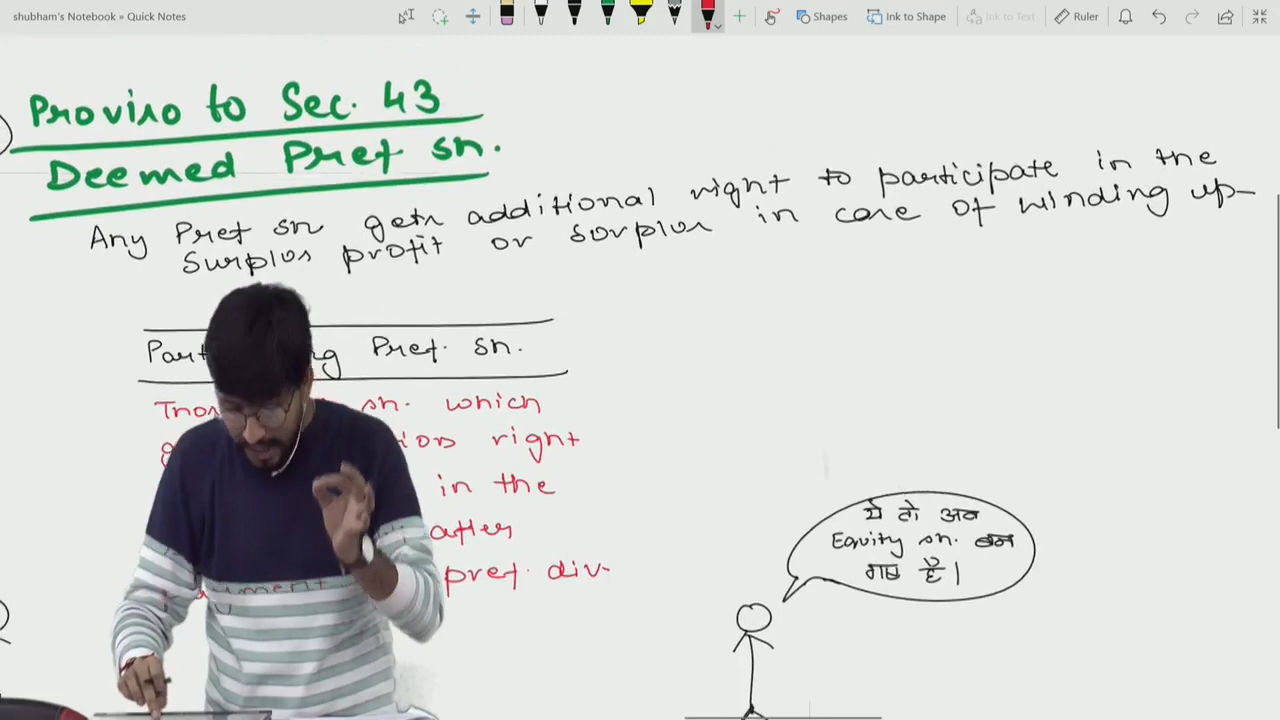 shubham's Notebook » Quick Notes
Shapes
Ink to Shape
Ink to Text
Ruler
Proviso to Sec. 43
Deemed Pref sh.
Any Pref sh gets additional right to participate in the
surplus profit or surplus in case of winding up-
Pref. sh.
sh. which
right
in the
after
pref. div.
ये तो अब
Equity sh. बन
गए है।